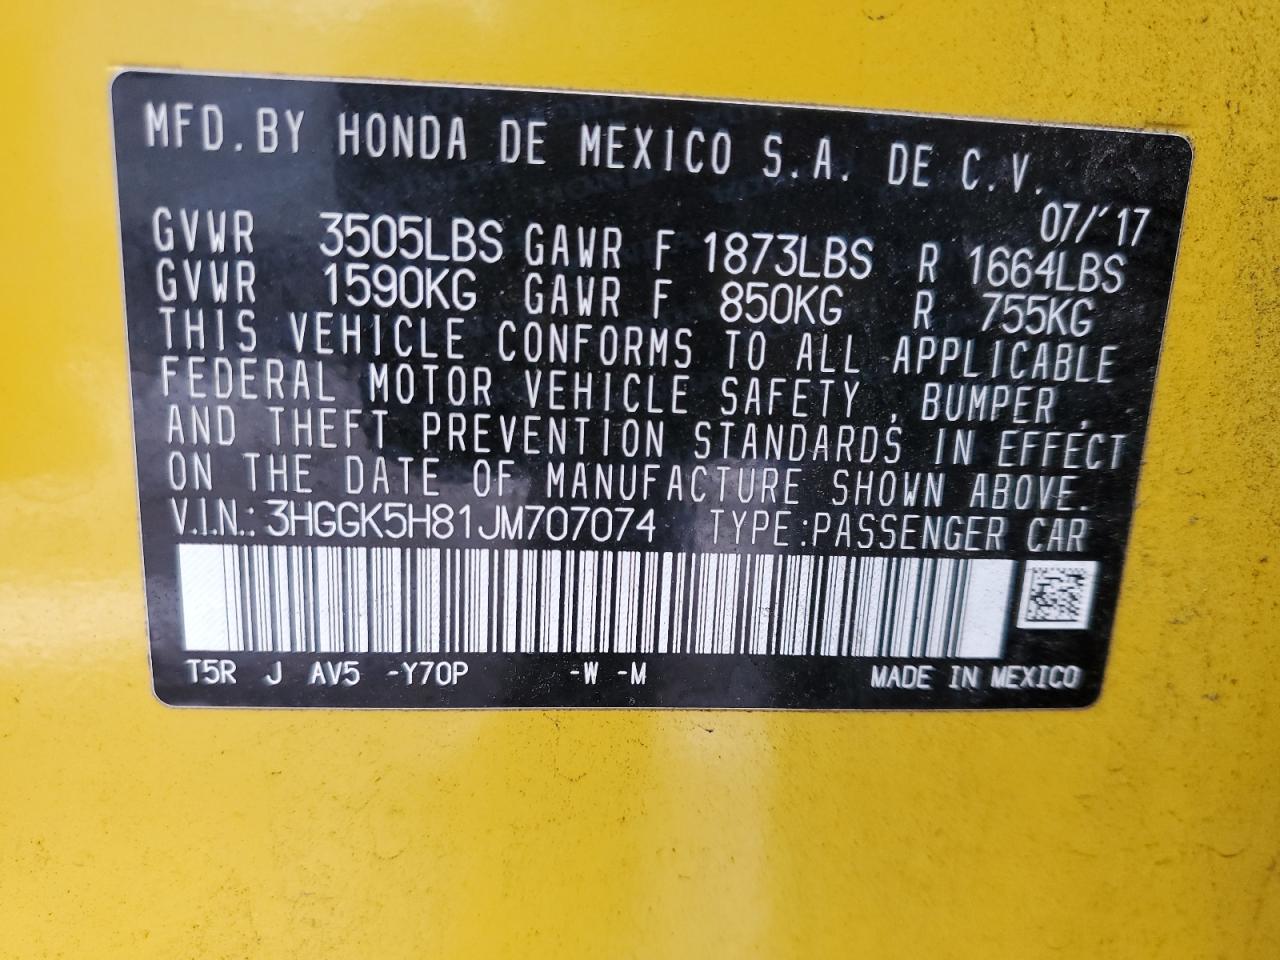 MFD.BY HONDA DE MEXICO S.A. DE C.V.
07/'17
GVWR 3505LBS GAWR F 1873LBS R 1664LBS
GVWR 1590KG GAWR F 850KG R 755KG
THIS VEHICLE CONFORMS TO ALL APPLICABLE
FEDERAL MOTOR VEHICLE SAFETY , BUMPER ,
AND THEFT PREVENTION STANDARDS IN EFFECT
ON THE DATE OF MANUFACTURE SHOWN ABOVE.
V.I.N.: 3HGGK5H81JM707074 TYPE:PASSENGER CAR
T5R J AV5 -Y70P -W -M MADE IN MEXICO